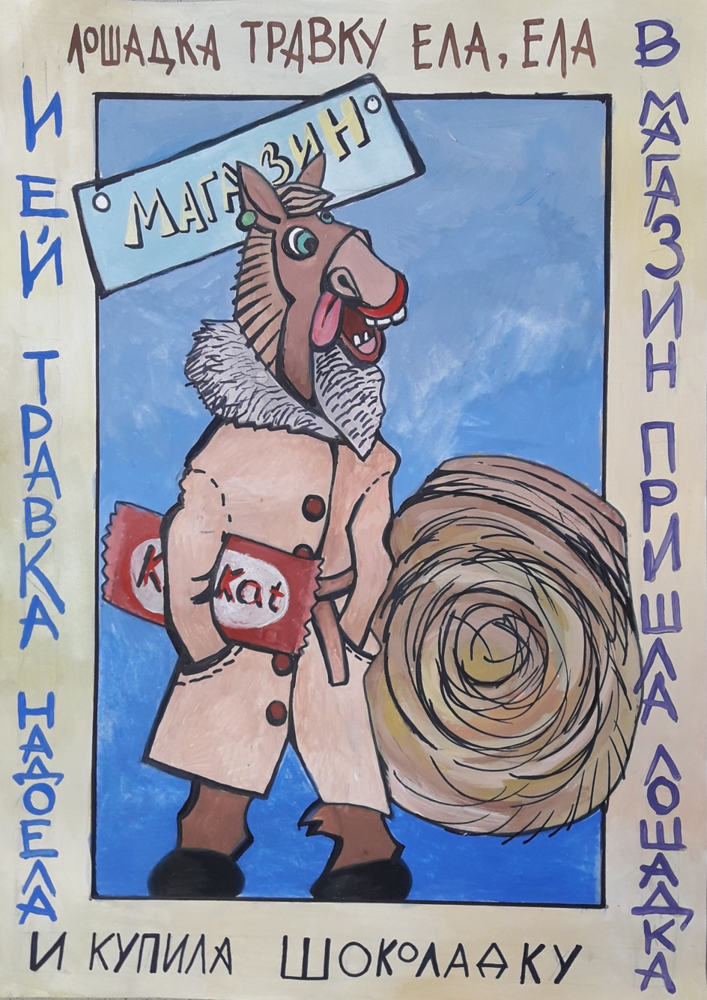 ЛОШАДКА ТРАВКУ ЕЛА, ЕЛА
И ЕЙ ТРАВКА НАДОЕЛА
В МАГАЗИН ПРИШЛА ЛОШАДКА
И КУПИЛА ШОКОЛАДКУ
МАГАЗИН
K Kat